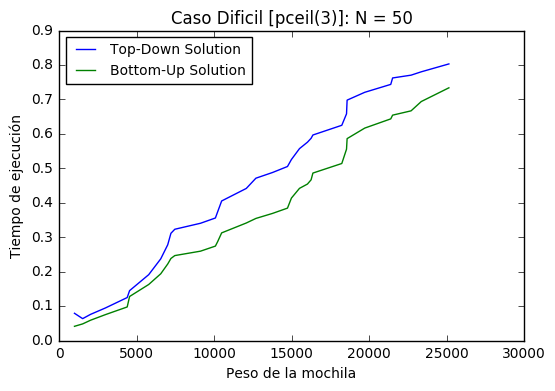 Caso Dificil [pceil(3)]: N = 50
Top-Down Solution
Bottom-Up Solution
Tiempo de ejecución
0.9
0.8
0.7
0.6
0.5
0.4
0.3
0.2
0.1
0.0
0 5000 10000 15000 20000 25000 30000
Peso de la mochila